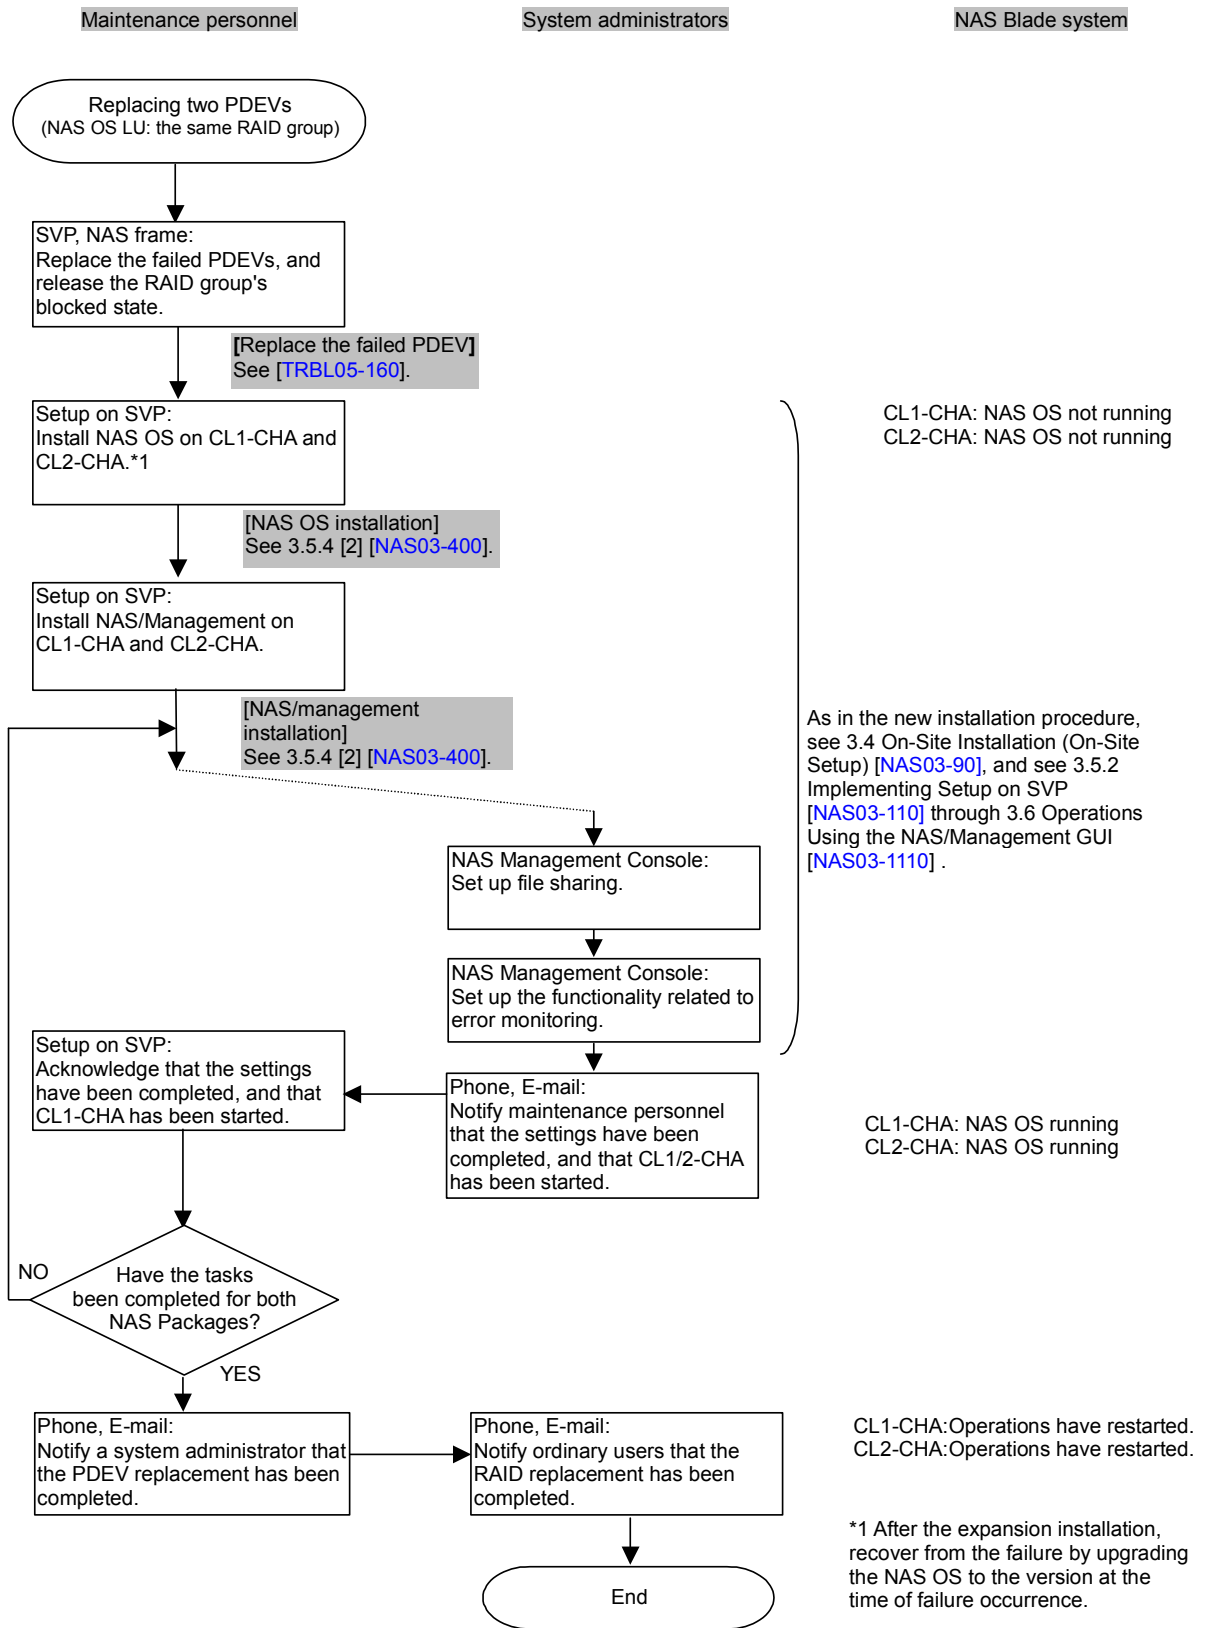 Maintenance personnel
System administrators
NAS Blade system
Replacing two PDEVs
(NAS OS LU: the same RAID group)
SVP, NAS frame:
Replace the failed PDEVs, and
release the RAID group's
blocked state.
[Replace the failed PDEV]
See [TRBL05-160].
Setup on SVP:
Install NAS OS on CL1-CHA and
CL2-CHA.*1
CL1-CHA: NAS OS not running
CL2-CHA: NAS OS not running
[NAS OS installation]
See 3.5.4 [2] [NAS03-400].
Setup on SVP:
Install NAS/Management on
CL1-CHA and CL2-CHA.
[NAS/management
installation]
See 3.5.4 [2] [NAS03-400].
As in the new installation procedure,
see 3.4 On-Site Installation (On-Site
Setup) [NAS03-90], and see 3.5.2
Implementing Setup on SVP
[NAS03-110] through 3.6 Operations
Using the NAS/Management GUI
[NAS03-1110] .
NAS Management Console:
Set up file sharing.
NAS Management Console:
Set up the functionality related to
error monitoring.
Setup on SVP:
Acknowledge that the settings
have been completed, and that
CL1-CHA has been started.
Phone, E-mail:
Notify maintenance personnel
that the settings have been
completed, and that CL1/2-CHA
has been started.
CL1-CHA: NAS OS running
CL2-CHA: NAS OS running
NO
Have the tasks
been completed for both
NAS Packages?
YES
Phone, E-mail:
Notify a system administrator that
the PDEV replacement has been
completed.
Phone, E-mail:
Notify ordinary users that the
RAID replacement has been
completed.
CL1-CHA:Operations have restarted.
CL2-CHA:Operations have restarted.
*1 After the expansion installation,
recover from the failure by upgrading
the NAS OS to the version at the
time of failure occurrence.
End